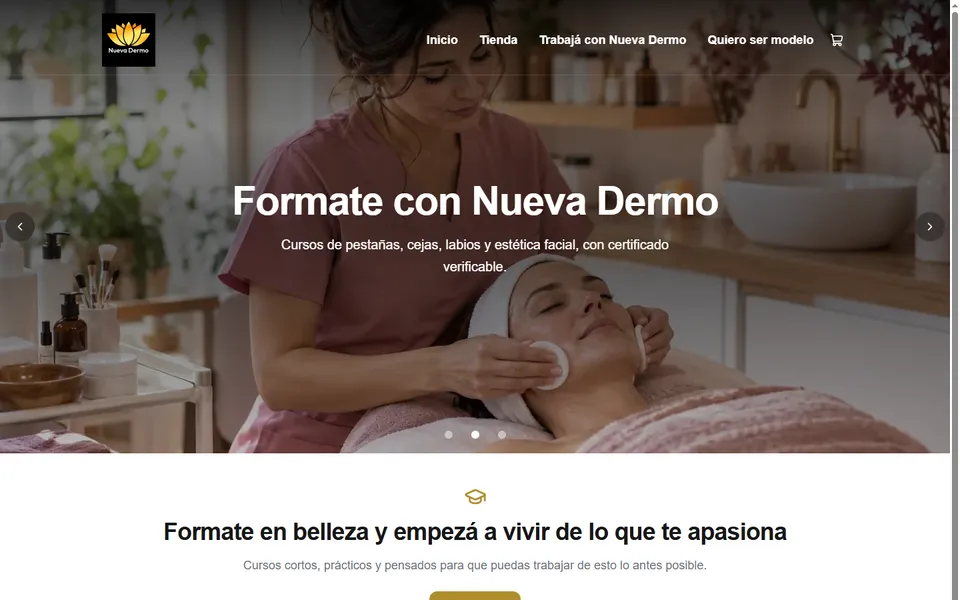 Nueva Dermo
Inicio
Tienda
Trabajá con Nueva Dermo
Quiero ser modelo
Formate con Nueva Dermo
Cursos de pestañas, cejas, labios y estética facial, con certificado
verificable.
Formate en belleza y empezá a vivir de lo que te apasiona
Cursos cortos, prácticos y pensados para que puedas trabajar de esto lo antes posible.